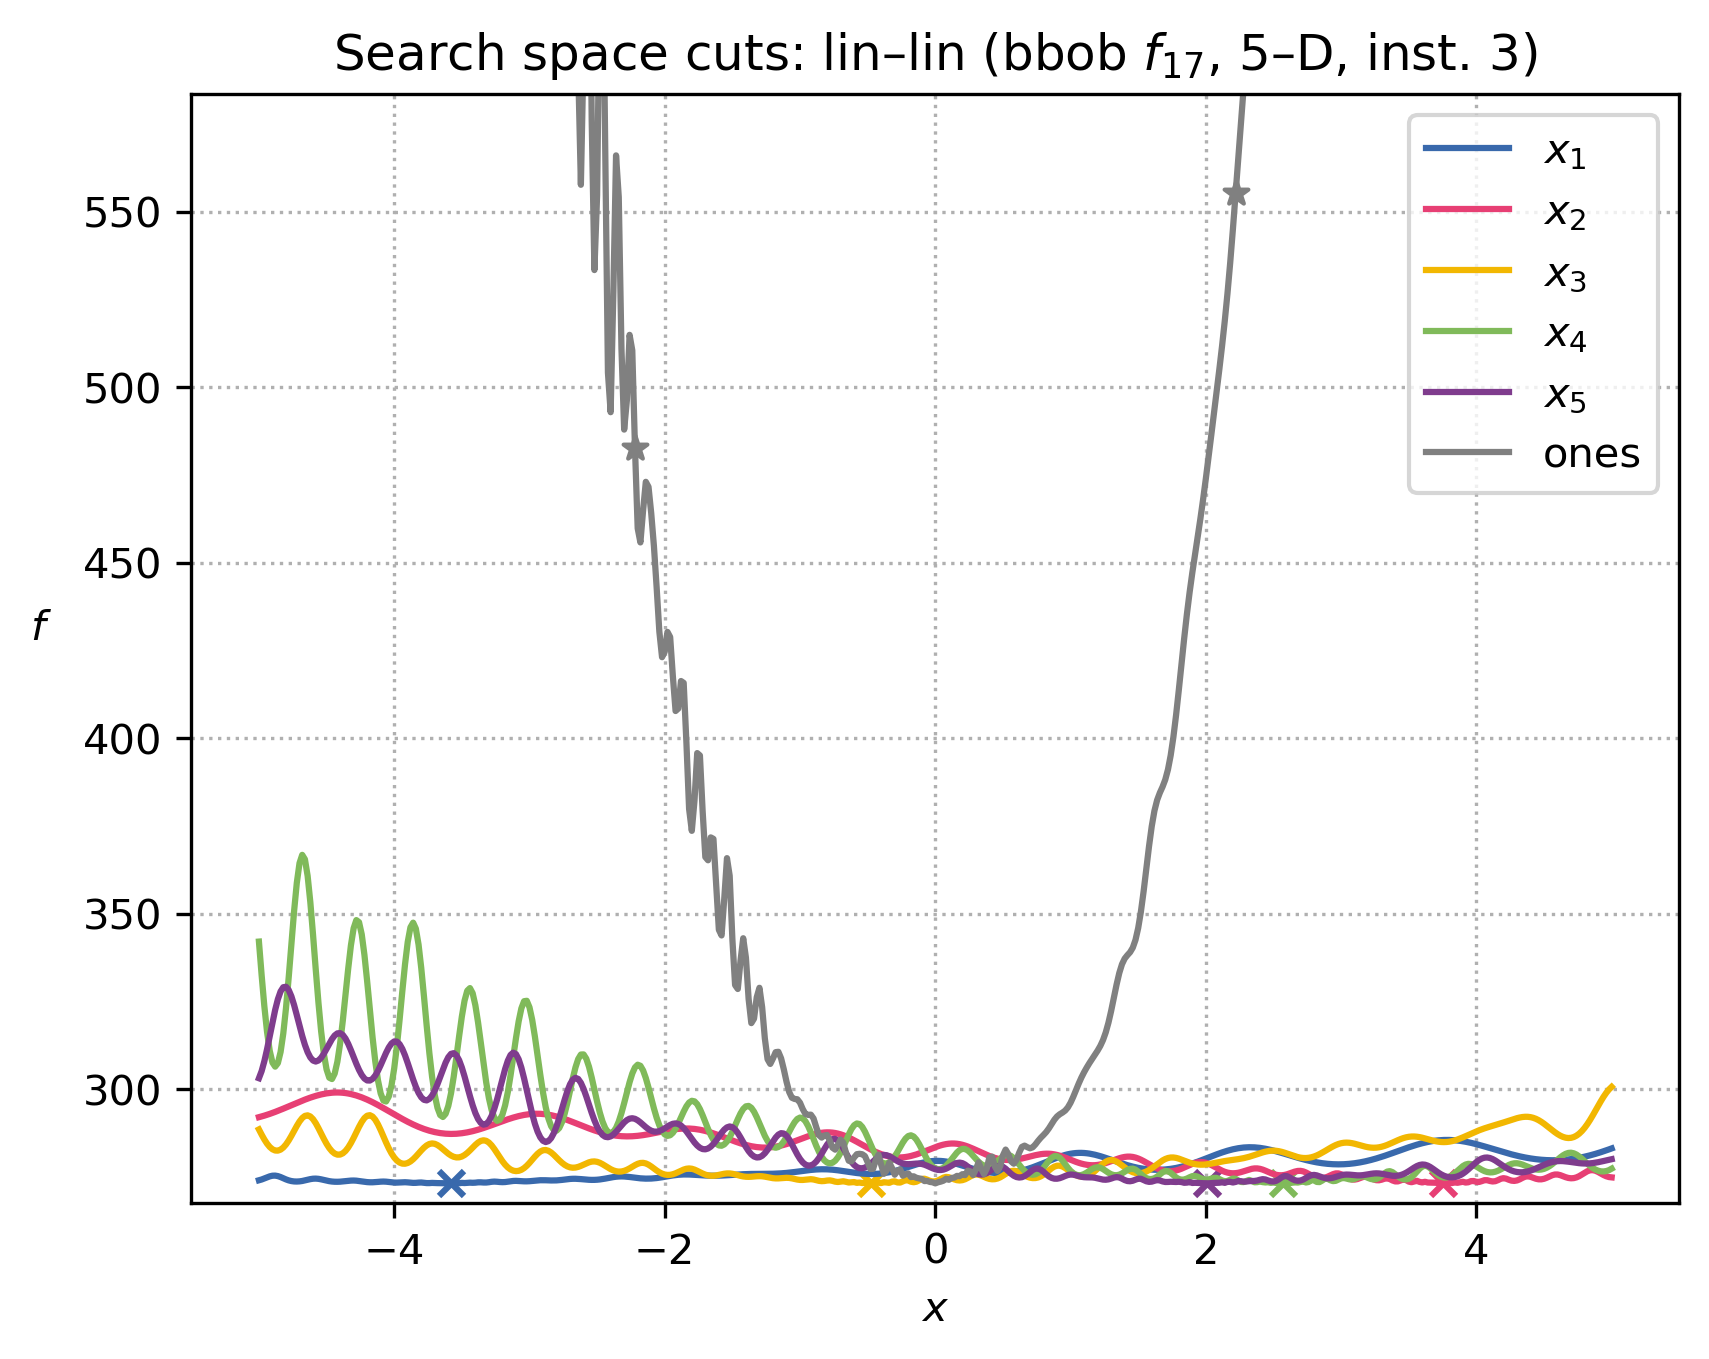 Search space cuts: lin–lin (bbob f₁₇, 5–D, inst. 3)
550
500
450
400
350
300
f
−4 −2 0 2 4
x
x₁
x₂
x₃
x₄
x₅
ones